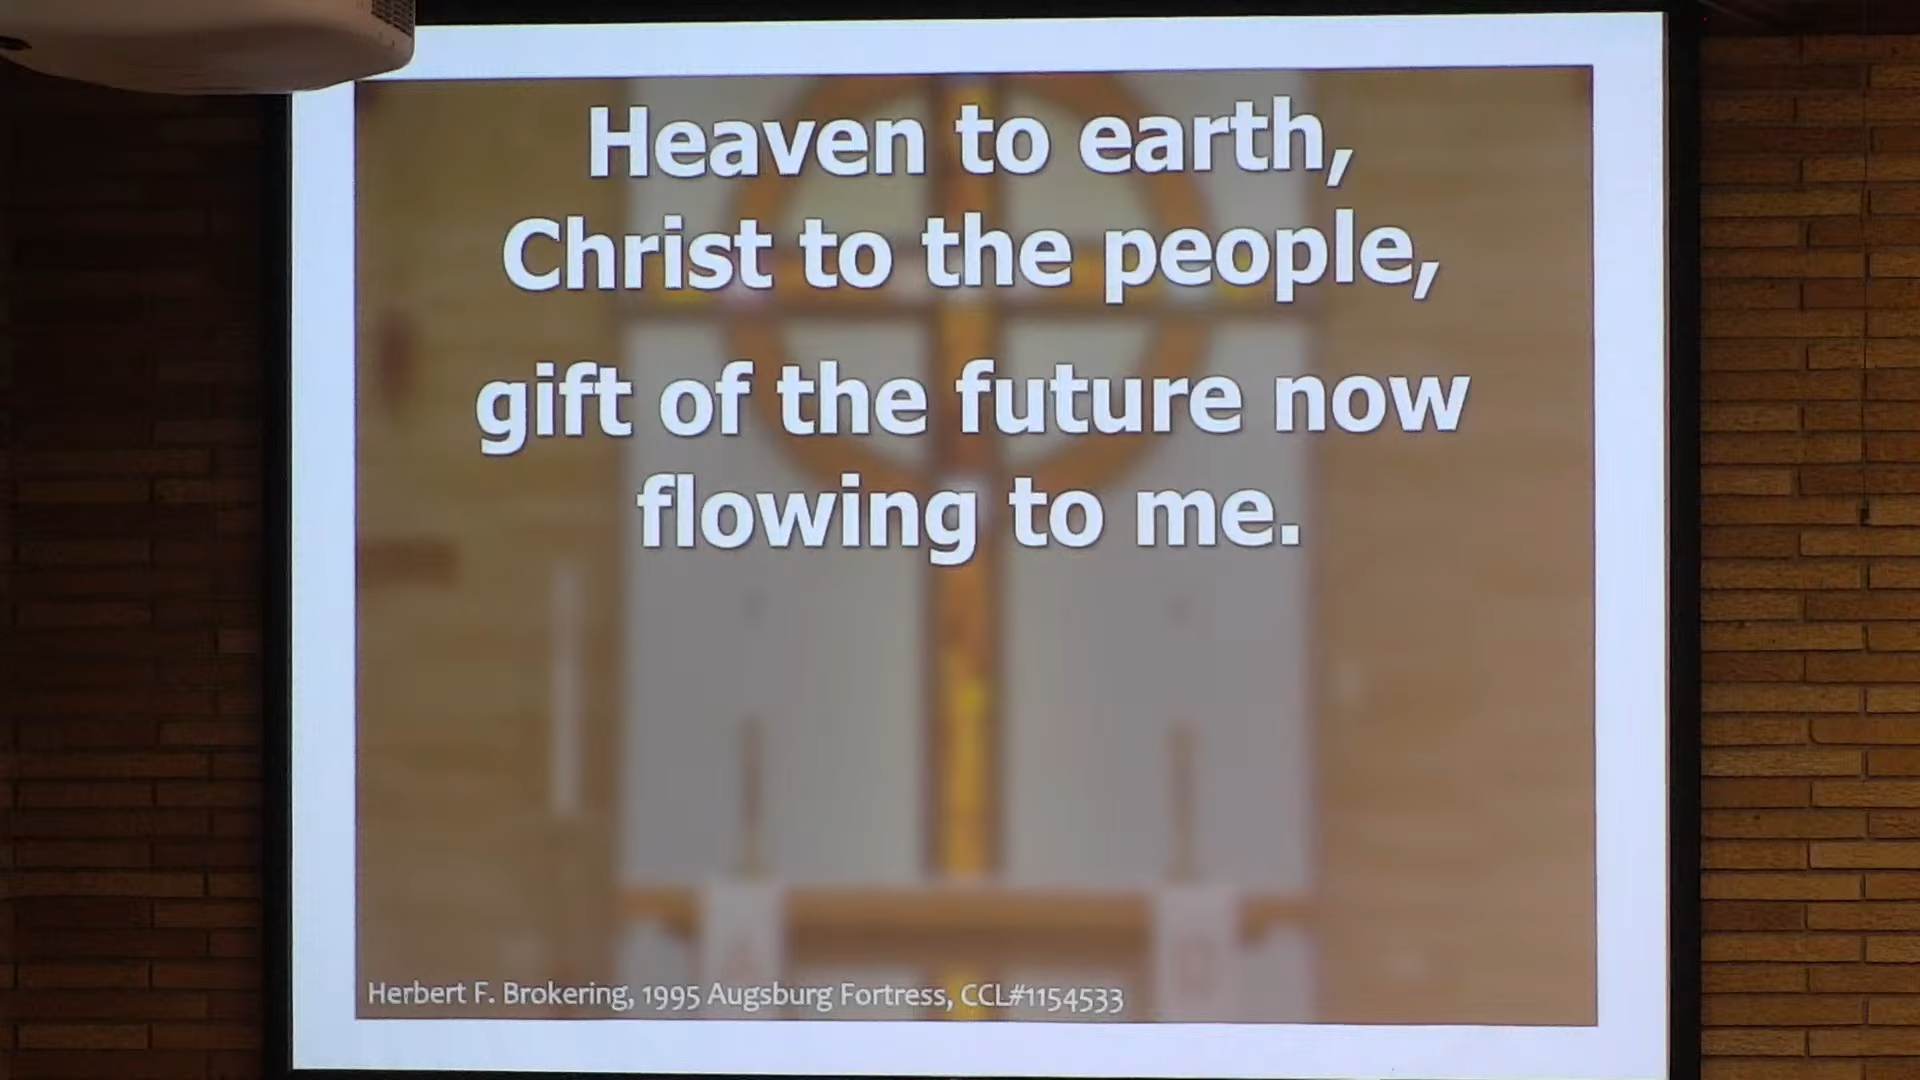 Heaven to earth,
Christ to the people,
gift of the future now
flowing to me.
Herbert F. Brokering, 1995 Augsburg Fortress, CCL#1154533